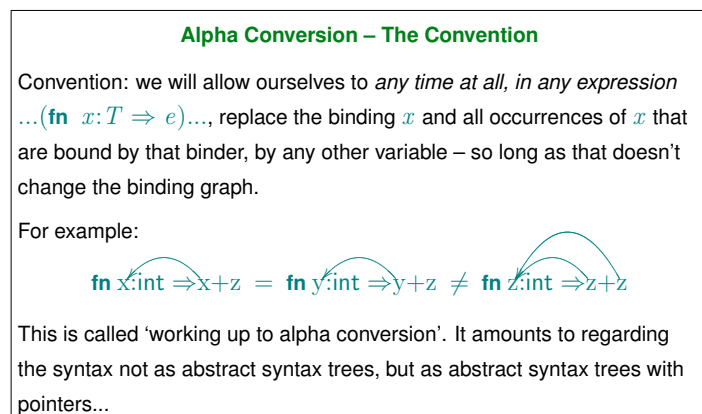 Alpha Conversion – The Convention
Convention: we will allow ourselves to any time at all, in any expression
...(fn x:T ⇒ e)..., replace the binding x and all occurrences of x that
are bound by that binder, by any other variable – so long as that doesn't
change the binding graph.
For example:
fn x:int ⇒x+z = fn y:int ⇒y+z ≠ fn z:int ⇒z+z
This is called ‘working up to alpha conversion’. It amounts to regarding
the syntax not as abstract syntax trees, but as abstract syntax trees with
pointers...